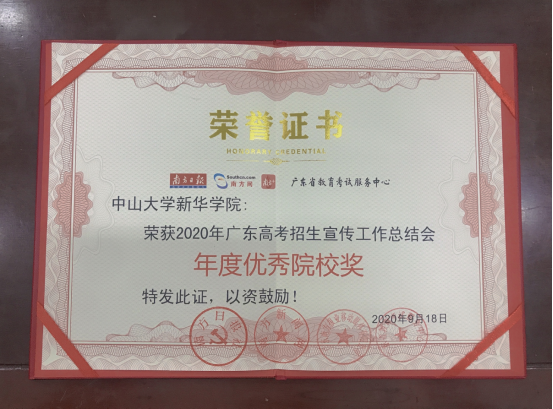 荣誉证书
HONORARY CREDENTIAL
南方日报 Southcn.com 南方网 南方+ 广东省教育考试服务中心
中山大学新华学院:
荣获2020年广东高考招生宣传工作总结会
年度优秀院校奖
特发此证，以资鼓励！
2020年9月18日